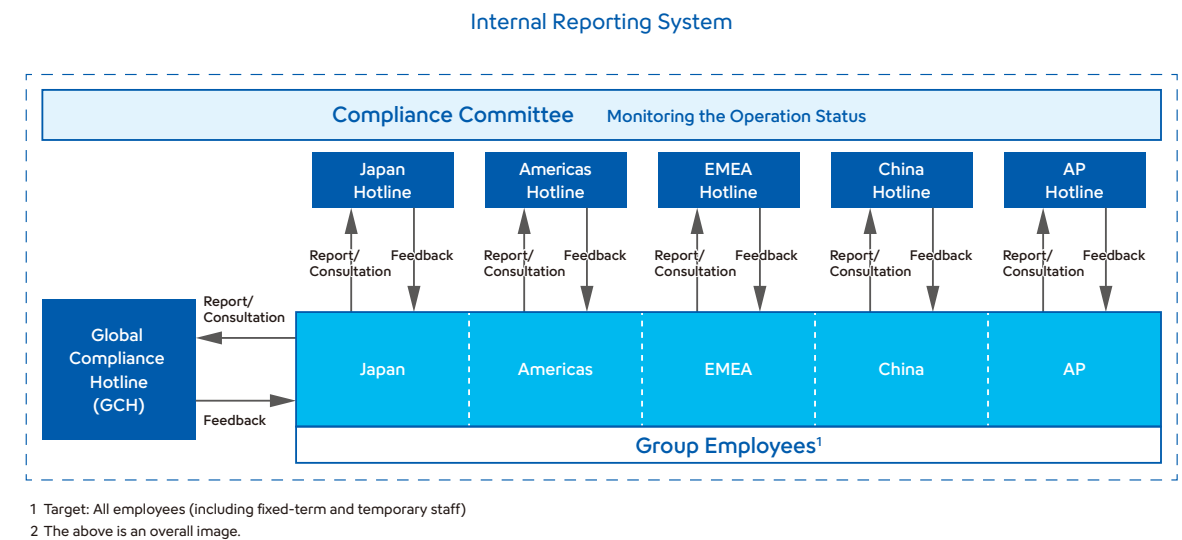 Internal Reporting System
Compliance Committee Monitoring the Operation Status
Japan
Hotline
Americas
Hotline
EMEA
Hotline
China
Hotline
AP
Hotline
Report/
Consultation
Feedback
Report/
Consultation
Feedback
Report/
Consultation
Feedback
Report/
Consultation
Feedback
Report/
Consultation
Feedback
Global
Compliance
Hotline
(GCH)
Report/
Consultation
Feedback
Japan
Americas
EMEA
China
AP
Group Employees¹
1 Target: All employees (including fixed-term and temporary staff)
2 The above is an overall image.